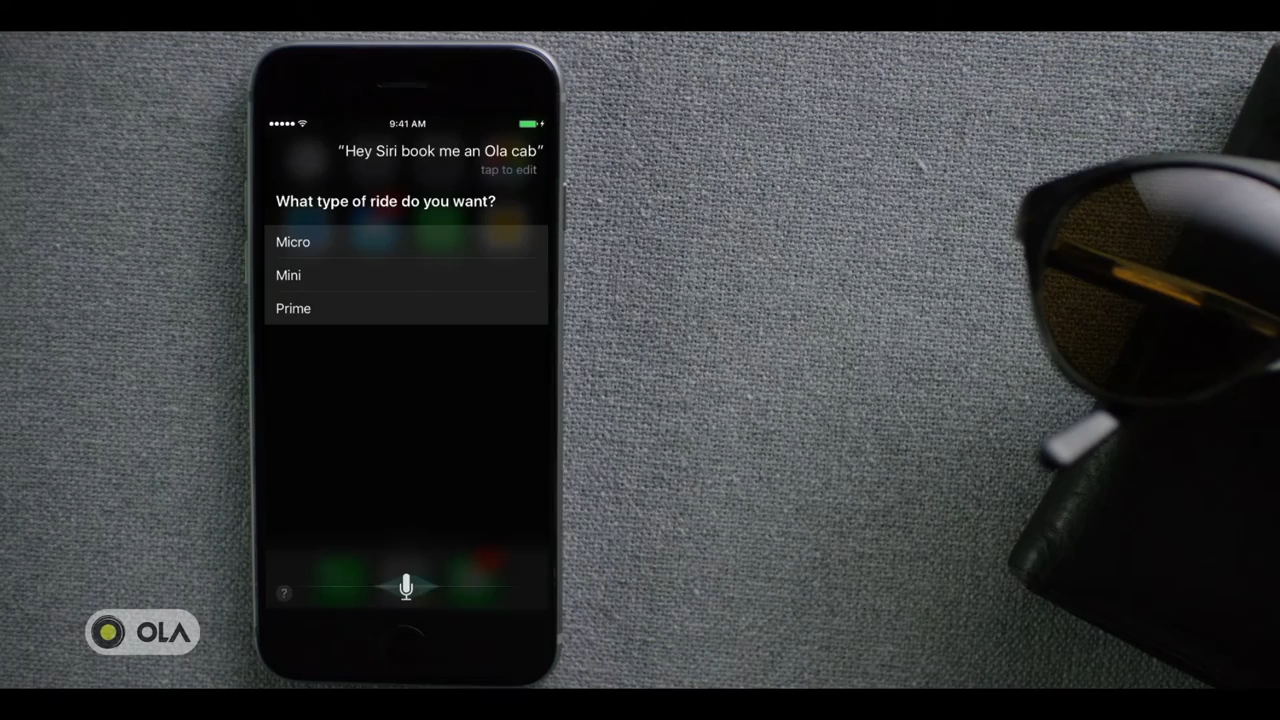 9:41 AM
“Hey Siri book me an Ola cab”
tap to edit
What type of ride do you want?
Micro
Mini
Prime
?
OLA